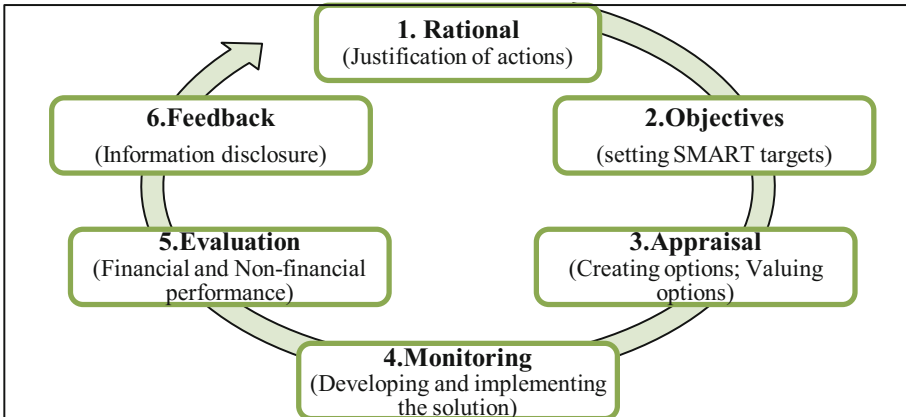 1. Rational
(Justification of actions)
2.Objectives
(setting SMART targets)
3.Appraisal
(Creating options; Valuing
options)
4.Monitoring
(Developing and implementing
the solution)
5.Evaluation
(Financial and Non-financial
performance)
6.Feedback
(Information disclosure)